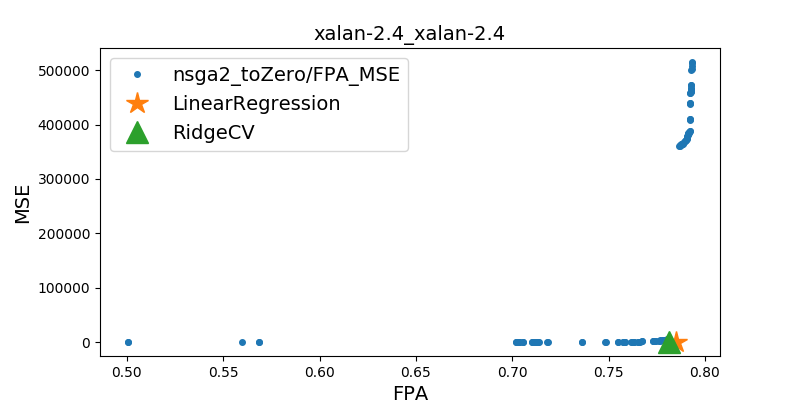 xalan-2.4_xalan-2.4
nsga2_toZero/FPA_MSE
LinearRegression
RidgeCV
MSE
500000
400000
300000
200000
100000
0
0.50 0.55 0.60 0.65 0.70 0.75 0.80
FPA